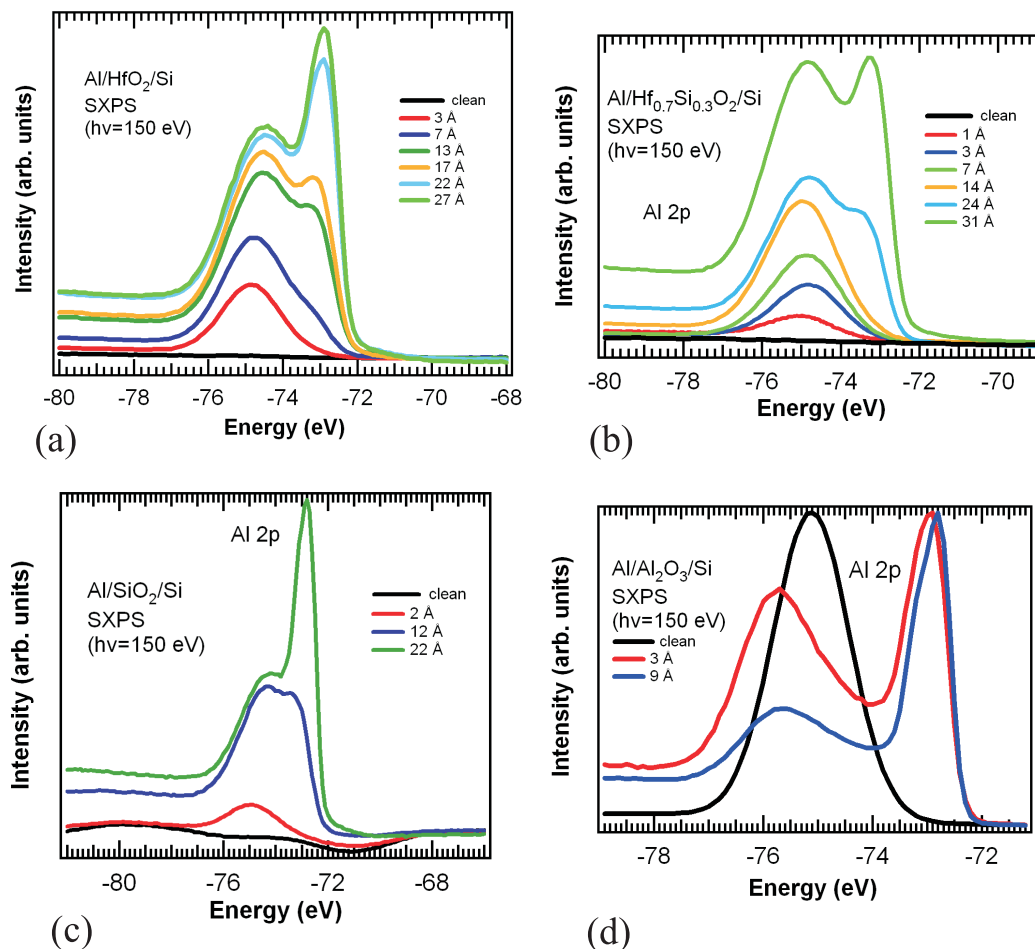 Intensity (arb. units)
Al/HfO2/Si
SXPS
(hν=150 eV)
clean
3 Å
7 Å
13 Å
17 Å
22 Å
27 Å
-80 -78 -76 -74 -72 -70 -68
Energy (eV)
(a)
Intensity (arb. units)
Al/Hf0.7Si0.3O2/Si
SXPS
(hν=150 eV)
Al 2p
clean
1 Å
3 Å
7 Å
14 Å
24 Å
31 Å
-80 -78 -76 -74 -72 -70
Energy (eV)
(b)
Intensity (arb. units)
Al 2p
Al/SiO2/Si
SXPS
(hν=150 eV)
clean
2 Å
12 Å
22 Å
-80 -76 -72 -68
Energy (eV)
(c)
Intensity (arb. units)
Al/Al2O3/Si
SXPS
(hν=150 eV)
Al 2p
clean
3 Å
9 Å
-78 -76 -74 -72
Energy (eV)
(d)